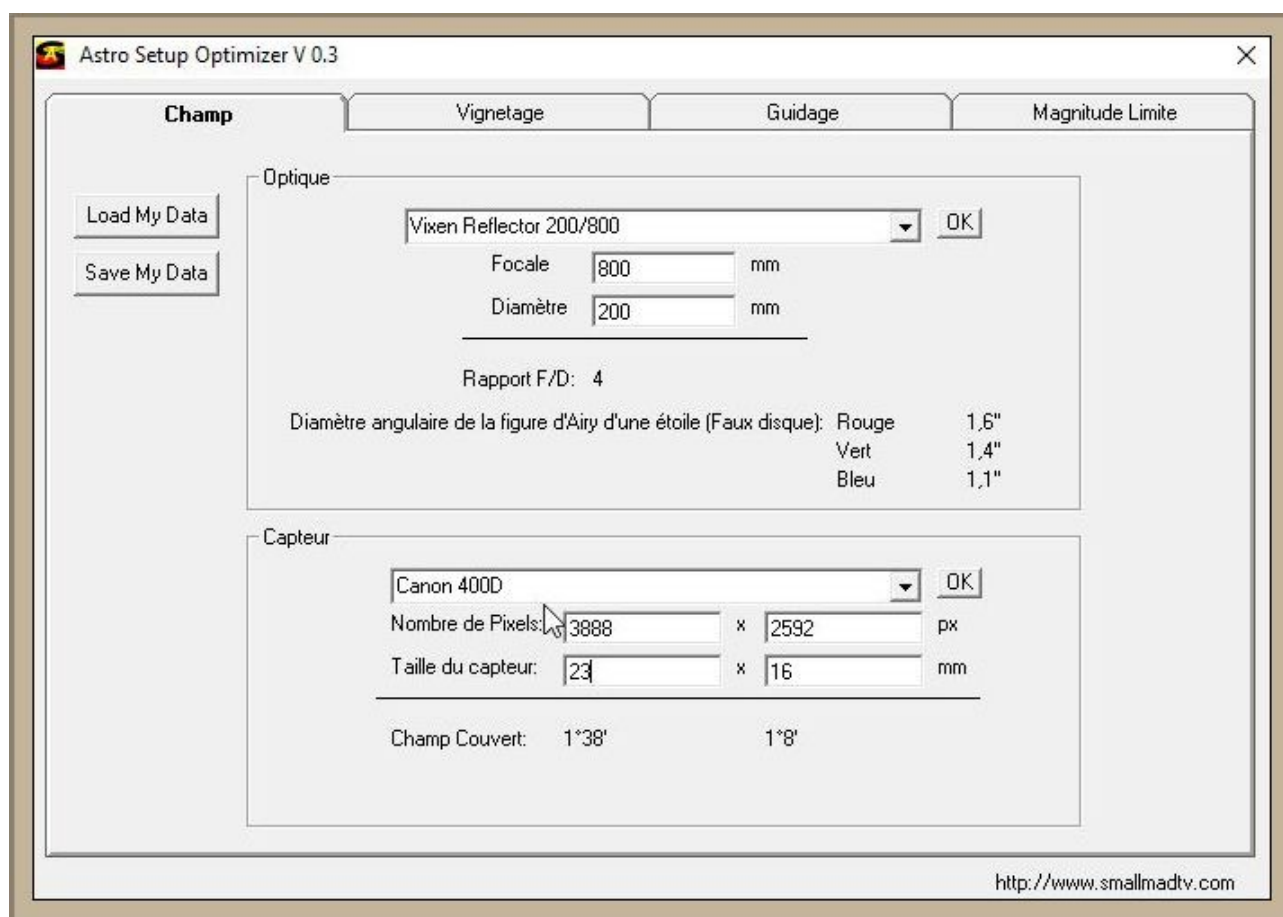 Astro Setup Optimizer V 0.3
Champ Vignetage Guidage Magnitude Limite
Load My Data
Save My Data
Optique
Vixen Reflector 200/800 OK
Focale 800 mm
Diamètre 200 mm
Rapport F/D: 4
Diamètre angulaire de la figure d'Airy d'une étoile (Faux disque): Rouge 1,6"
Vert 1,4"
Bleu 1,1"
Capteur
Canon 400D OK
Nombre de Pixels: 3888 x 2592 px
Taille du capteur: 23 x 16 mm
Champ Couvert: 1°38' 1°8'
http://www.smallmadtv.com